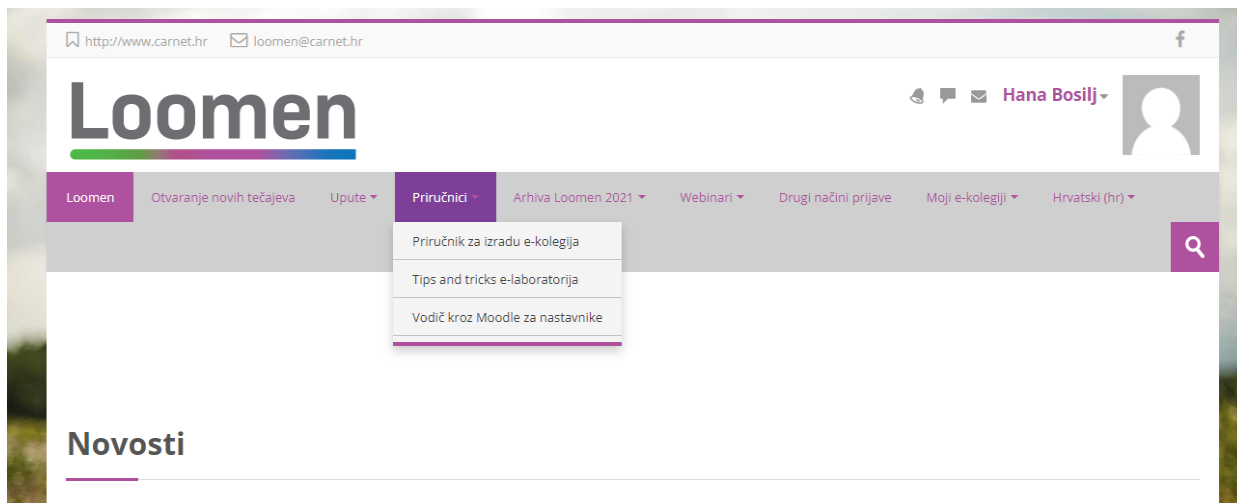 http://www.carnet.hr loomen@carnet.hr
Loomen
Hana Bosilj
Loomen Otvaranje novih tečajeva Upute Priručnici Arhiva Loomen 2021 Webinari Drugi načini prijave Moji e-kolegiji Hrvatski (hr)
Priručnik za izradu e-kolegija
Tips and tricks e-laboratorija
Vodič kroz Moodle za nastavnike
Novosti